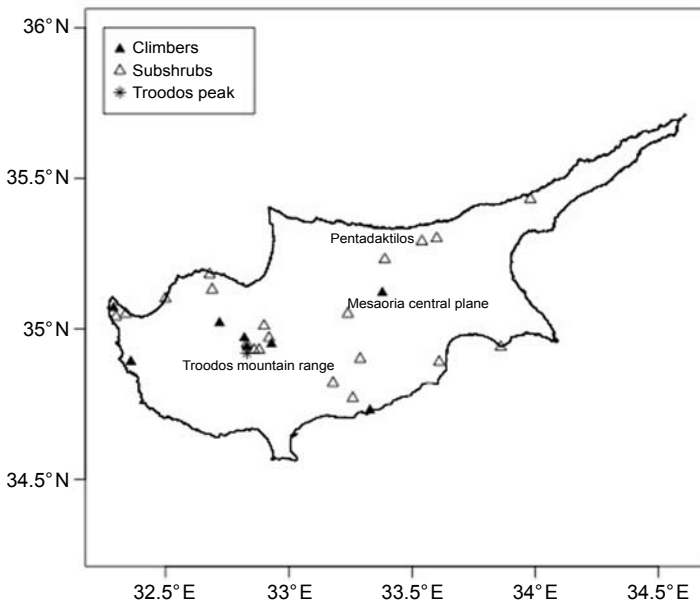 36° N
Climbers
Subshrubs
Troodos peak
35.5° N
Pentadaktilos
Mesaoria central plane
35° N
Troodos mountain range
34.5° N
32.5° E
33° E
33.5° E
34° E
34.5° E